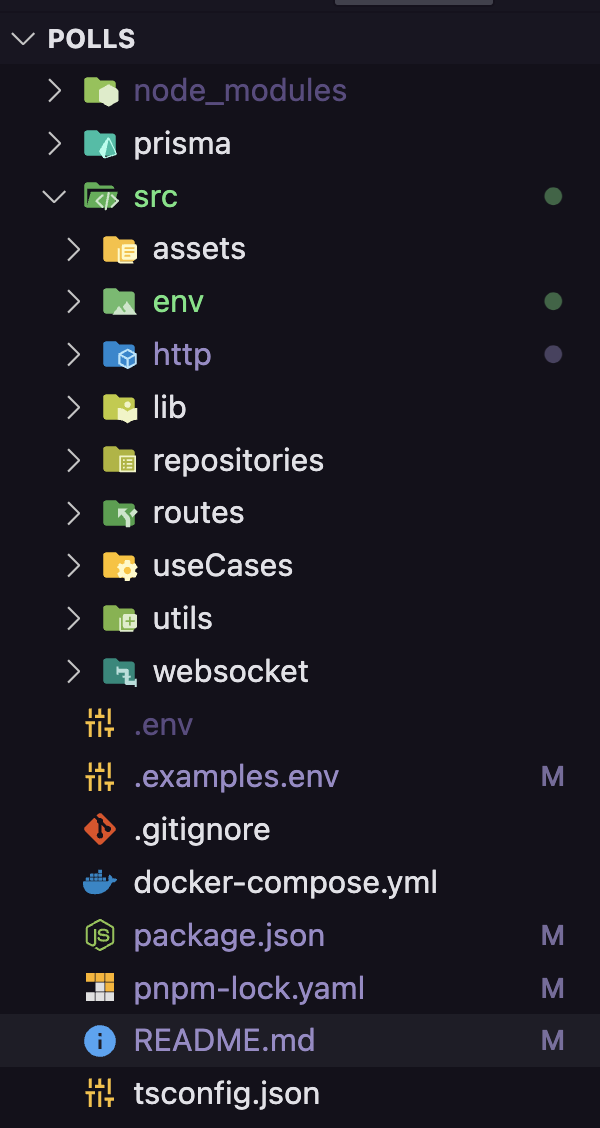 POLLS
node_modules
prisma
src
assets
env
http
lib
repositories
routes
useCases
utils
websocket
.env
.examples.env M
.gitignore
docker-compose.yml
JS package.json M
pnpm-lock.yaml M
README.md M
tsconfig.json